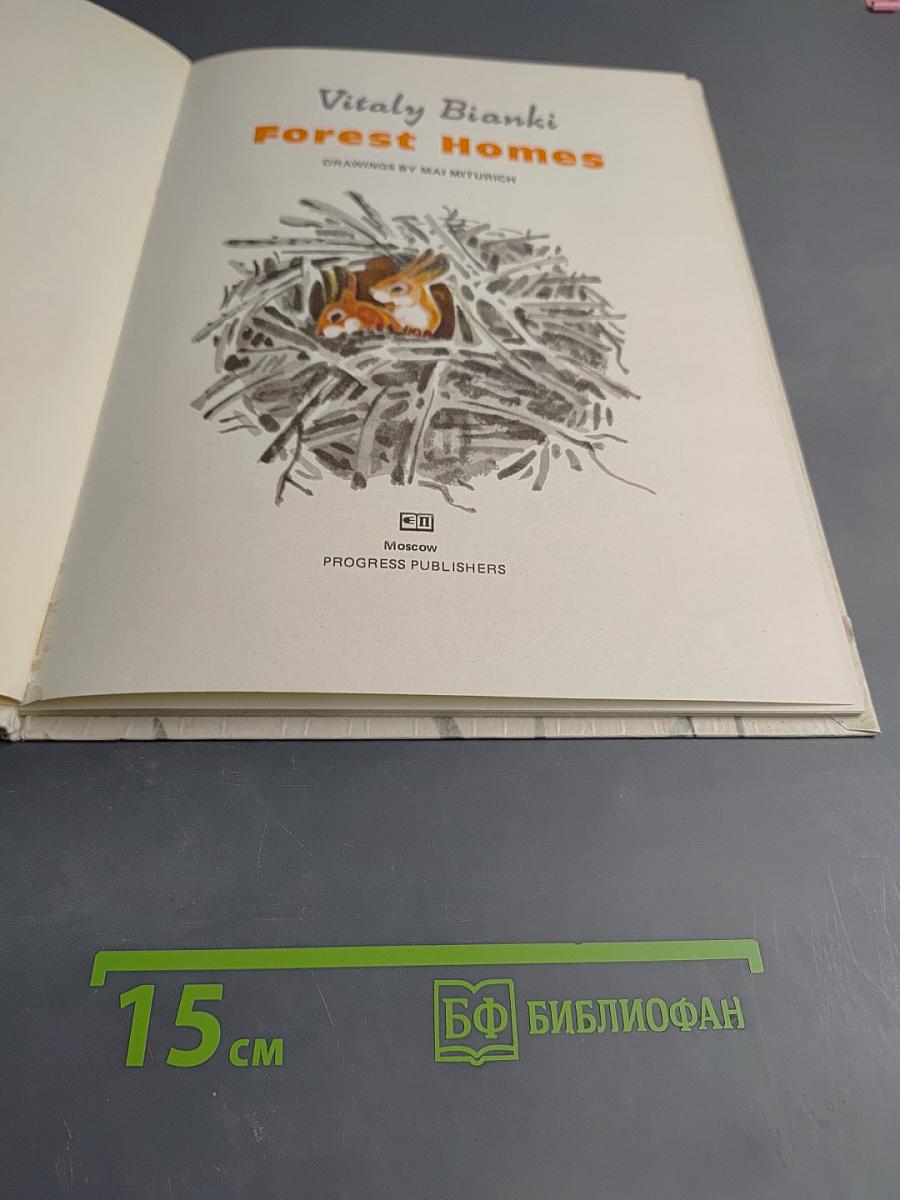 Vitaly Bianki
Forest Homes
DRAWINGS BY MAI MITURICH
Moscow
PROGRESS PUBLISHERS
15 см
БФ БИБЛИОФАН